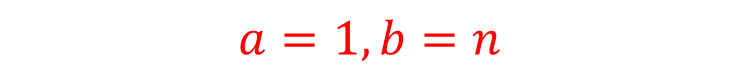 a = 1, b = n